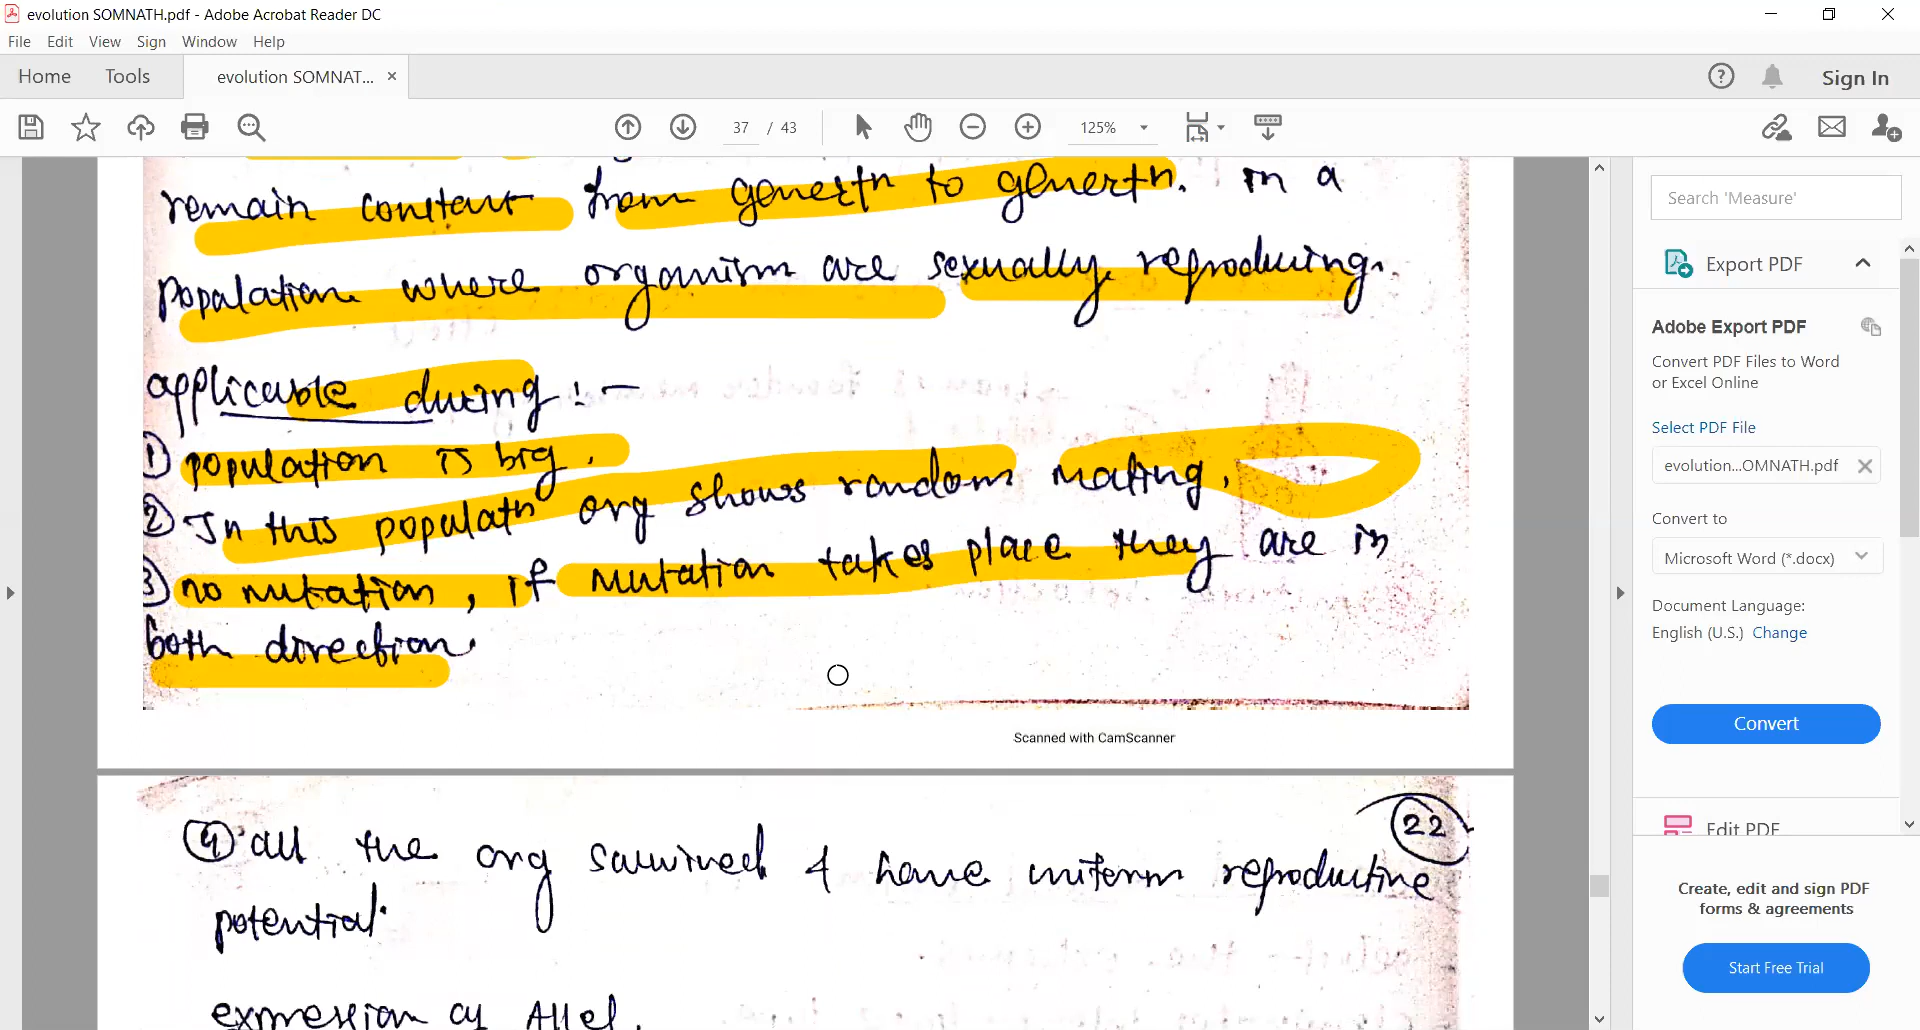 evolution SOMNATH.pdf - Adobe Acrobat Reader DC
File Edit View Sign Window Help
Home Tools evolution SOMNAT... ×
Sign In
37 / 43 125%
remain constant from genertn to genertn. in a
population where organism are sexually reproducing.
applicable during :-
① population is big.
② In this populatn org shows random mating.
③ no mutation, if mutation takes place they are in
both direction.
Scanned with CamScanner
22
④ all the org survived & have uniterm reproductive
potential.
expression of Allel.
Search 'Measure'
Export PDF
Adobe Export PDF
Convert PDF Files to Word
or Excel Online
Select PDF File
evolution...OMNATH.pdf
Convert to
Microsoft Word (*.docx)
Document Language:
English (U.S.) Change
Convert
Edit PDF
Create, edit and sign PDF
forms & agreements
Start Free Trial